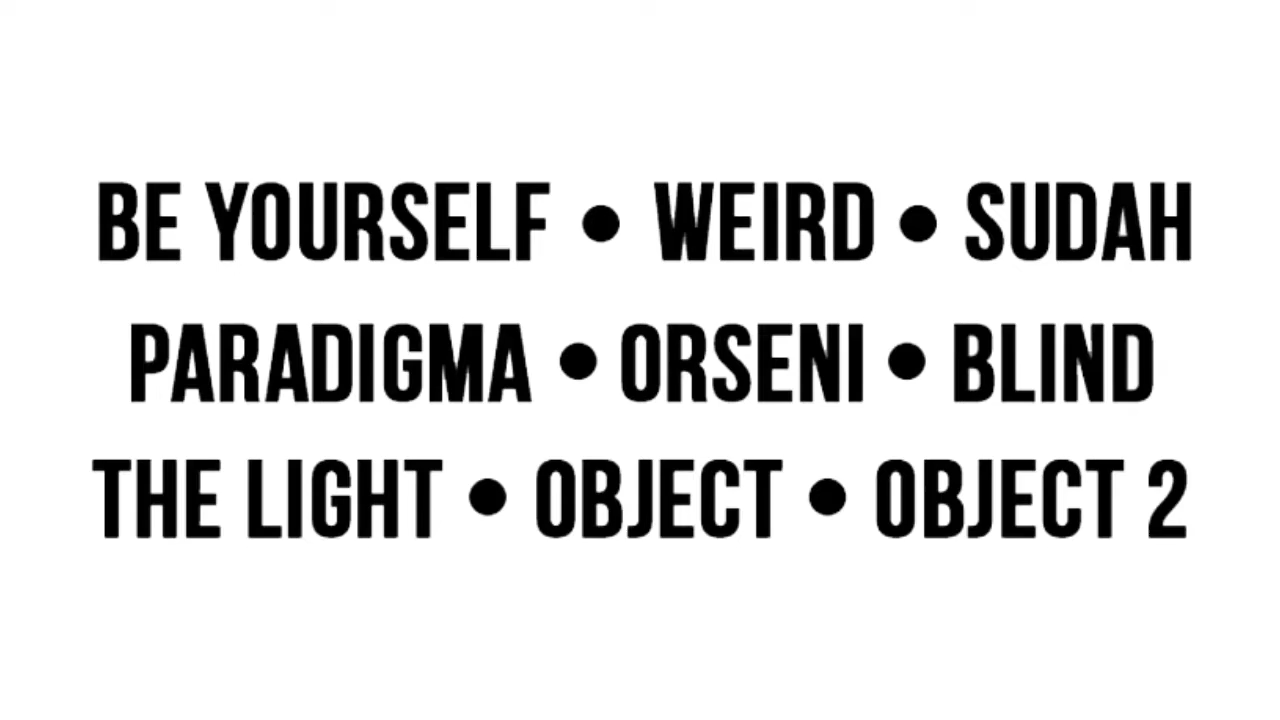 BE YOURSELF • WEIRD • SUDAH
PARADIGMA • ORSENI • BLIND
THE LIGHT • OBJECT • OBJECT 2